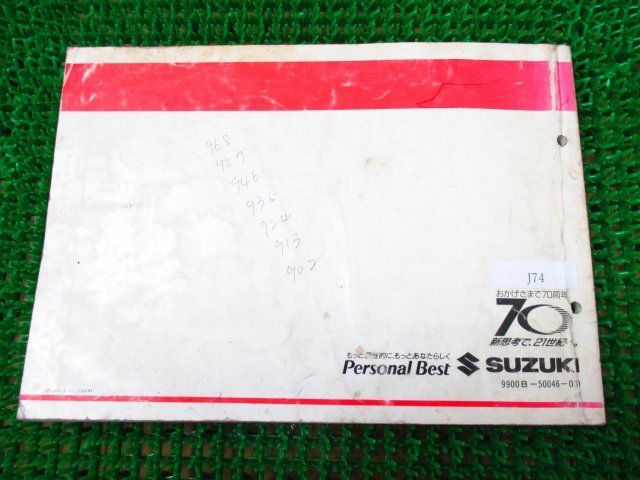 968
957
946
935
924
913
902
J74
おかげさまで70周年
70
新思考で、21世紀へ。
もっと個性的に、もっとあなたらしく
Personal Best SUZUKI
9900B-50046-0